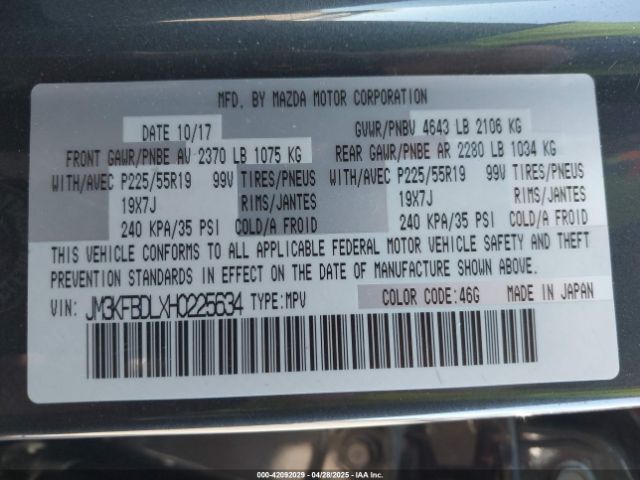 MFD. BY MAZDA MOTOR CORPORATION
DATE 10/17 GVWR/PNBV 4643 LB 2106 KG
FRONT GAWR/PNBE AV 2370 LB 1075 KG REAR GAWR/PNBE AR 2280 LB 1034 KG
WITH/AVEC P225/55R19 99V TIRES/PNEUS WITH/AVEC P225/55R19 99V TIRES/PNEUS
19X7J RIMS/JANTES 19X7J RIMS/JANTES
240 KPA/35 PSI COLD/A FROID 240 KPA/35 PSI COLD/A FROID
THIS VEHICLE CONFORMS TO ALL APPLICABLE FEDERAL MOTOR VEHICLE SAFETY AND THEFT
PREVENTION STANDARDS IN EFFECT ON THE DATE OF MANUFACTURE SHOWN ABOVE.
VIN: JM3KFBDLXH0225634 TYPE:MPV COLOR CODE:46G MADE IN JAPAN
000-42092029 - 04/28/2025 - IAA Inc.